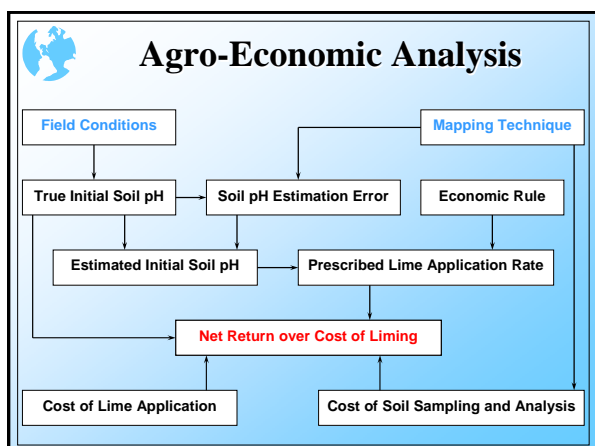 Agro-Economic Analysis
Field Conditions
Mapping Technique
True Initial Soil pH
Soil pH Estimation Error
Economic Rule
Estimated Initial Soil pH
Prescribed Lime Application Rate
Net Return over Cost of Liming
Cost of Lime Application
Cost of Soil Sampling and Analysis